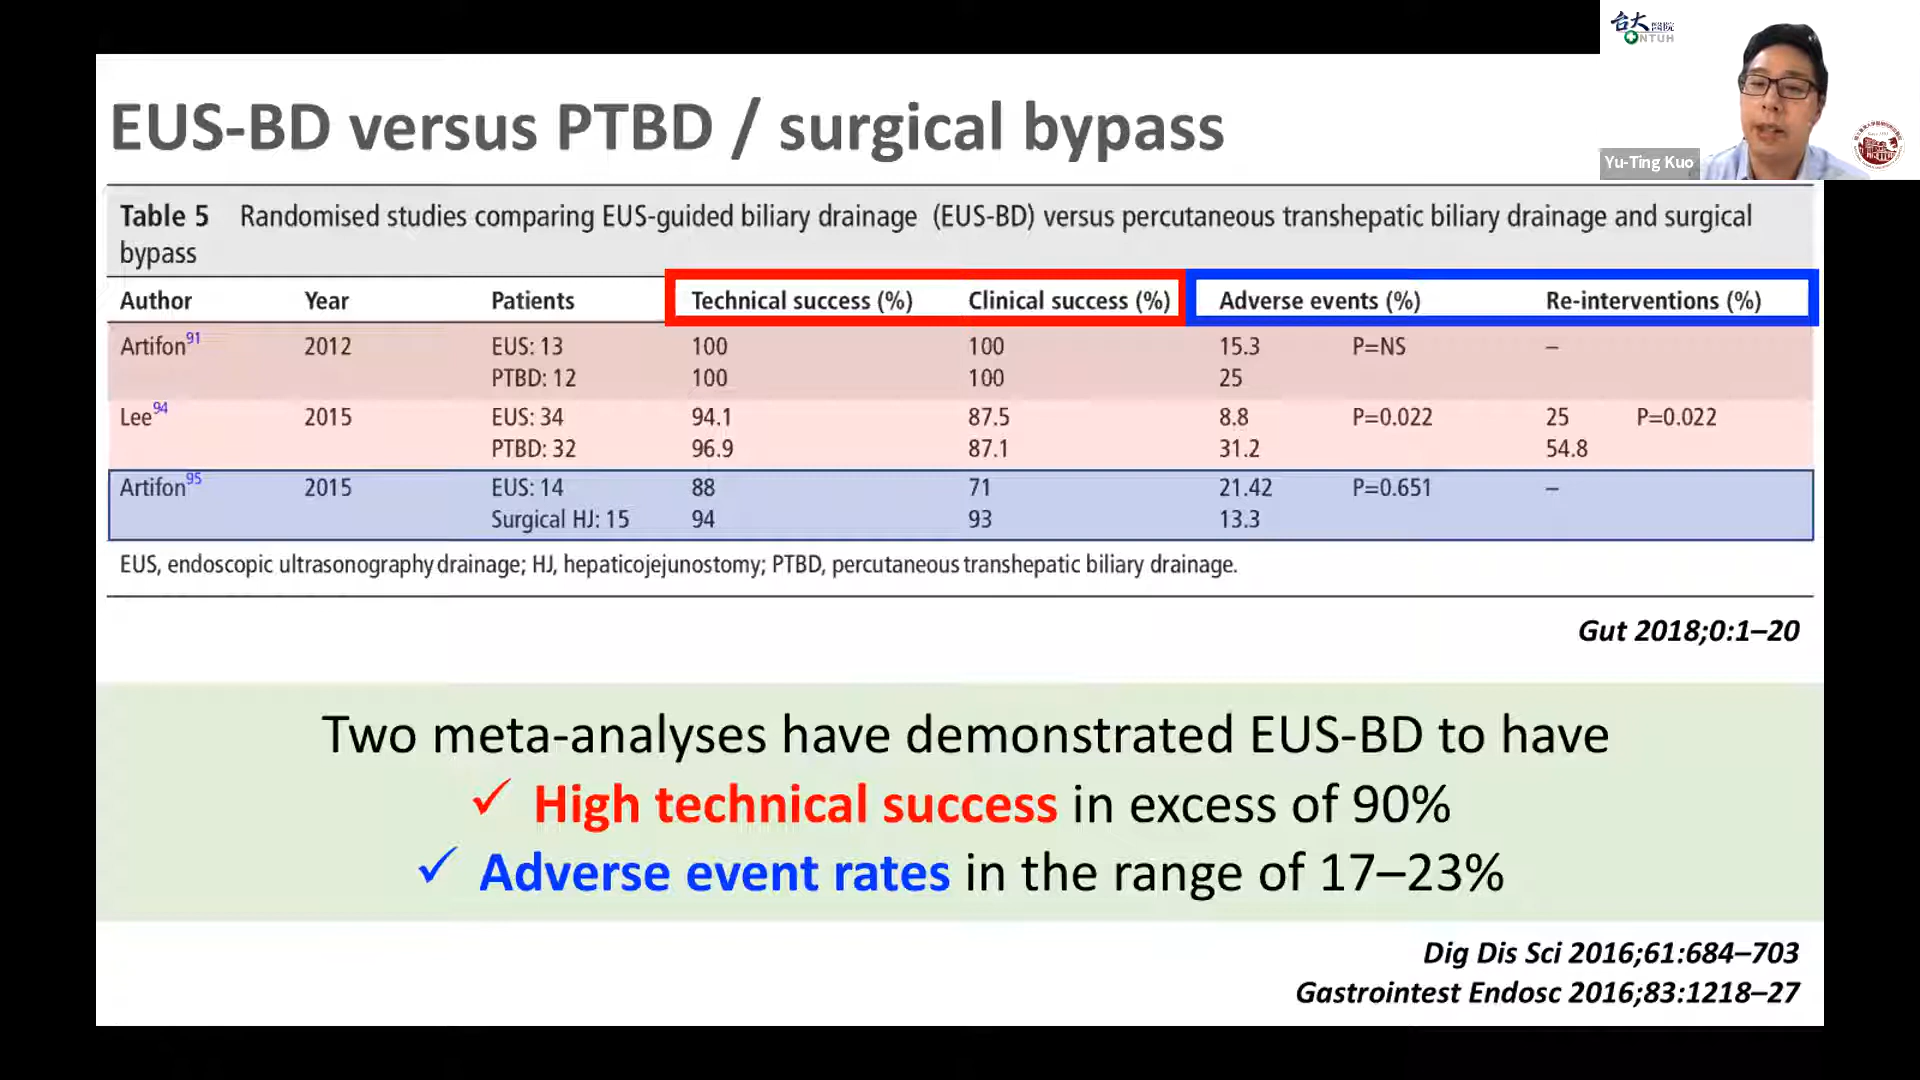 台大醫院
NTUH
Yu-Ting Kuo
EUS-BD versus PTBD / surgical bypass
Table 5 Randomised studies comparing EUS-guided biliary drainage (EUS-BD) versus percutaneous transhepatic biliary drainage and surgical
bypass
Author Year Patients Technical success (%) Clinical success (%) Adverse events (%) Re-interventions (%)
Artifon91 2012 EUS: 13 100 100 15.3 P=NS –
PTBD: 12 100 100 25
Lee94 2015 EUS: 34 94.1 87.5 8.8 P=0.022 25 P=0.022
PTBD: 32 96.9 87.1 31.2 54.8
Artifon95 2015 EUS: 14 88 71 21.42 P=0.651 –
Surgical HJ: 15 94 93 13.3
EUS, endoscopic ultrasonography drainage; HJ, hepaticojejunostomy; PTBD, percutaneous transhepatic biliary drainage.
Gut 2018;0:1–20
Two meta-analyses have demonstrated EUS-BD to have
✓ High technical success in excess of 90%
✓ Adverse event rates in the range of 17–23%
Dig Dis Sci 2016;61:684–703
Gastrointest Endosc 2016;83:1218–27